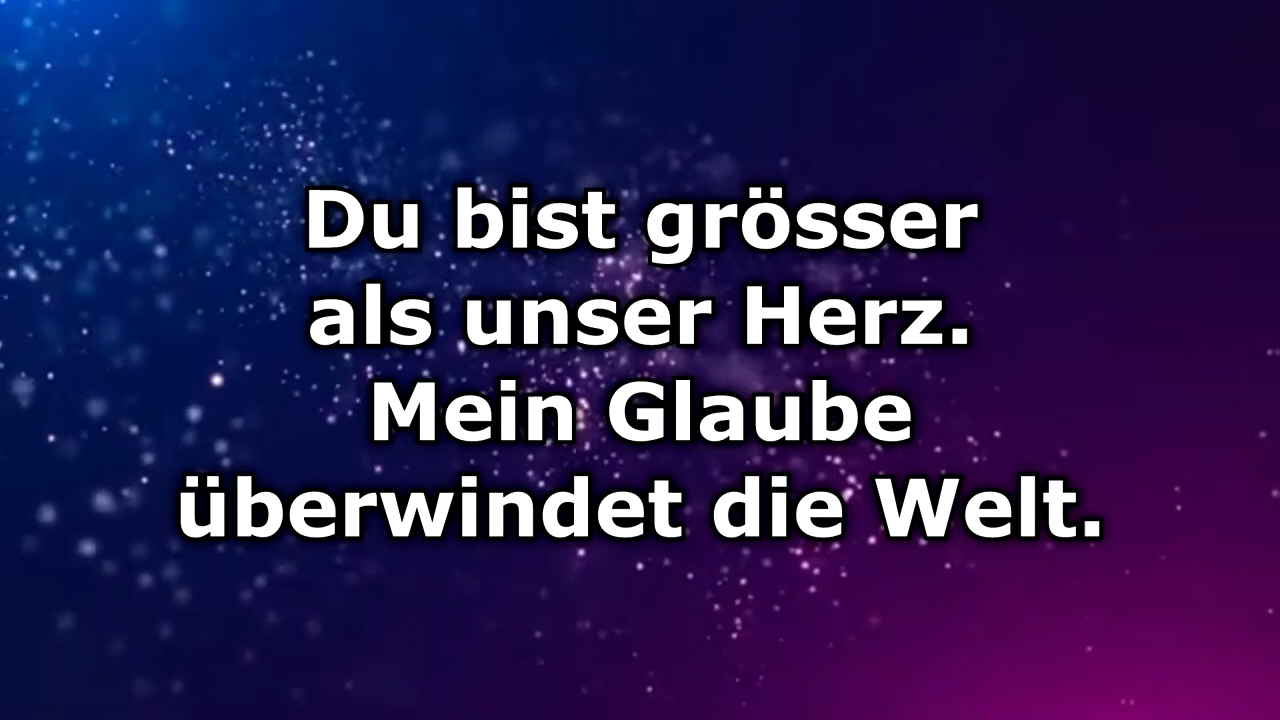 Du bist grösser
als unser Herz.
Mein Glaube
überwindet die Welt.